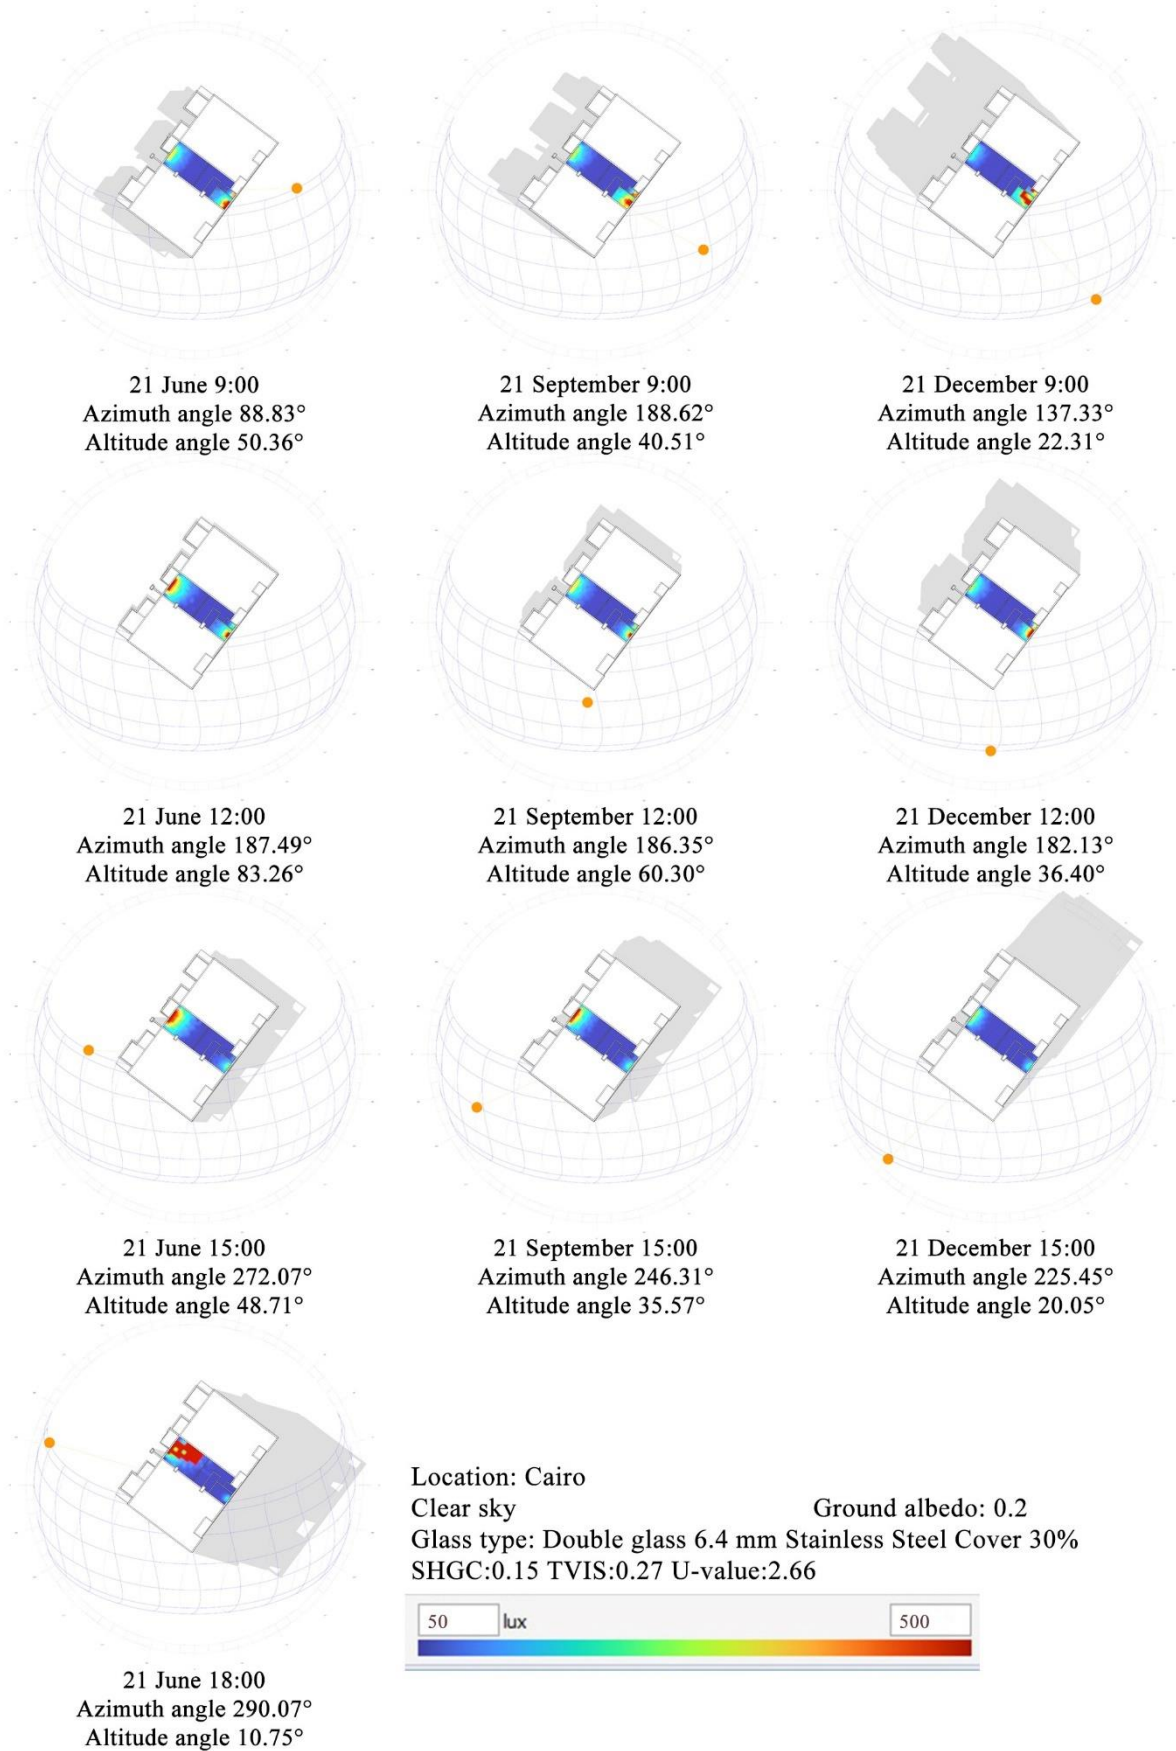 21 June 9:00
Azimuth angle 88.83°
Altitude angle 50.36°
21 September 9:00
Azimuth angle 188.62°
Altitude angle 40.51°
21 December 9:00
Azimuth angle 137.33°
Altitude angle 22.31°
21 June 12:00
Azimuth angle 187.49°
Altitude angle 83.26°
21 September 12:00
Azimuth angle 186.35°
Altitude angle 60.30°
21 December 12:00
Azimuth angle 182.13°
Altitude angle 36.40°
21 June 15:00
Azimuth angle 272.07°
Altitude angle 48.71°
21 September 15:00
Azimuth angle 246.31°
Altitude angle 35.57°
21 December 15:00
Azimuth angle 225.45°
Altitude angle 20.05°
21 June 18:00
Azimuth angle 290.07°
Altitude angle 10.75°
Location: Cairo
Clear sky Ground albedo: 0.2
Glass type: Double glass 6.4 mm Stainless Steel Cover 30%
SHGC:0.15 TVIS:0.27 U-value:2.66
50 lux 500